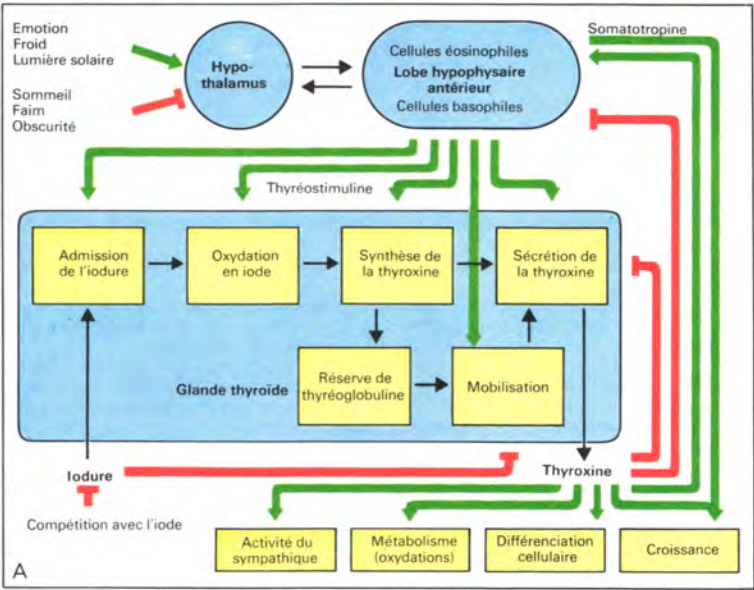 Emotion
Froid
Lumière solaire
Sommeil
Faim
Obscurité
Hypo-
thalamus
Cellules éosinophiles
Lobe hypophysaire
antérieur
Cellules basophiles
Somatotropine
Thyréostimuline
Admission
de l'iodure
Oxydation
en iode
Synthèse de
la thyroxine
Sécrétion de
la thyroxine
Glande thyroïde
Réserve de
thyréoglobuline
Mobilisation
Iodure
Thyroxine
Compétition avec l'iode
Activité du
sympathique
Métabolisme
(oxydations)
Différenciation
cellulaire
Croissance
A